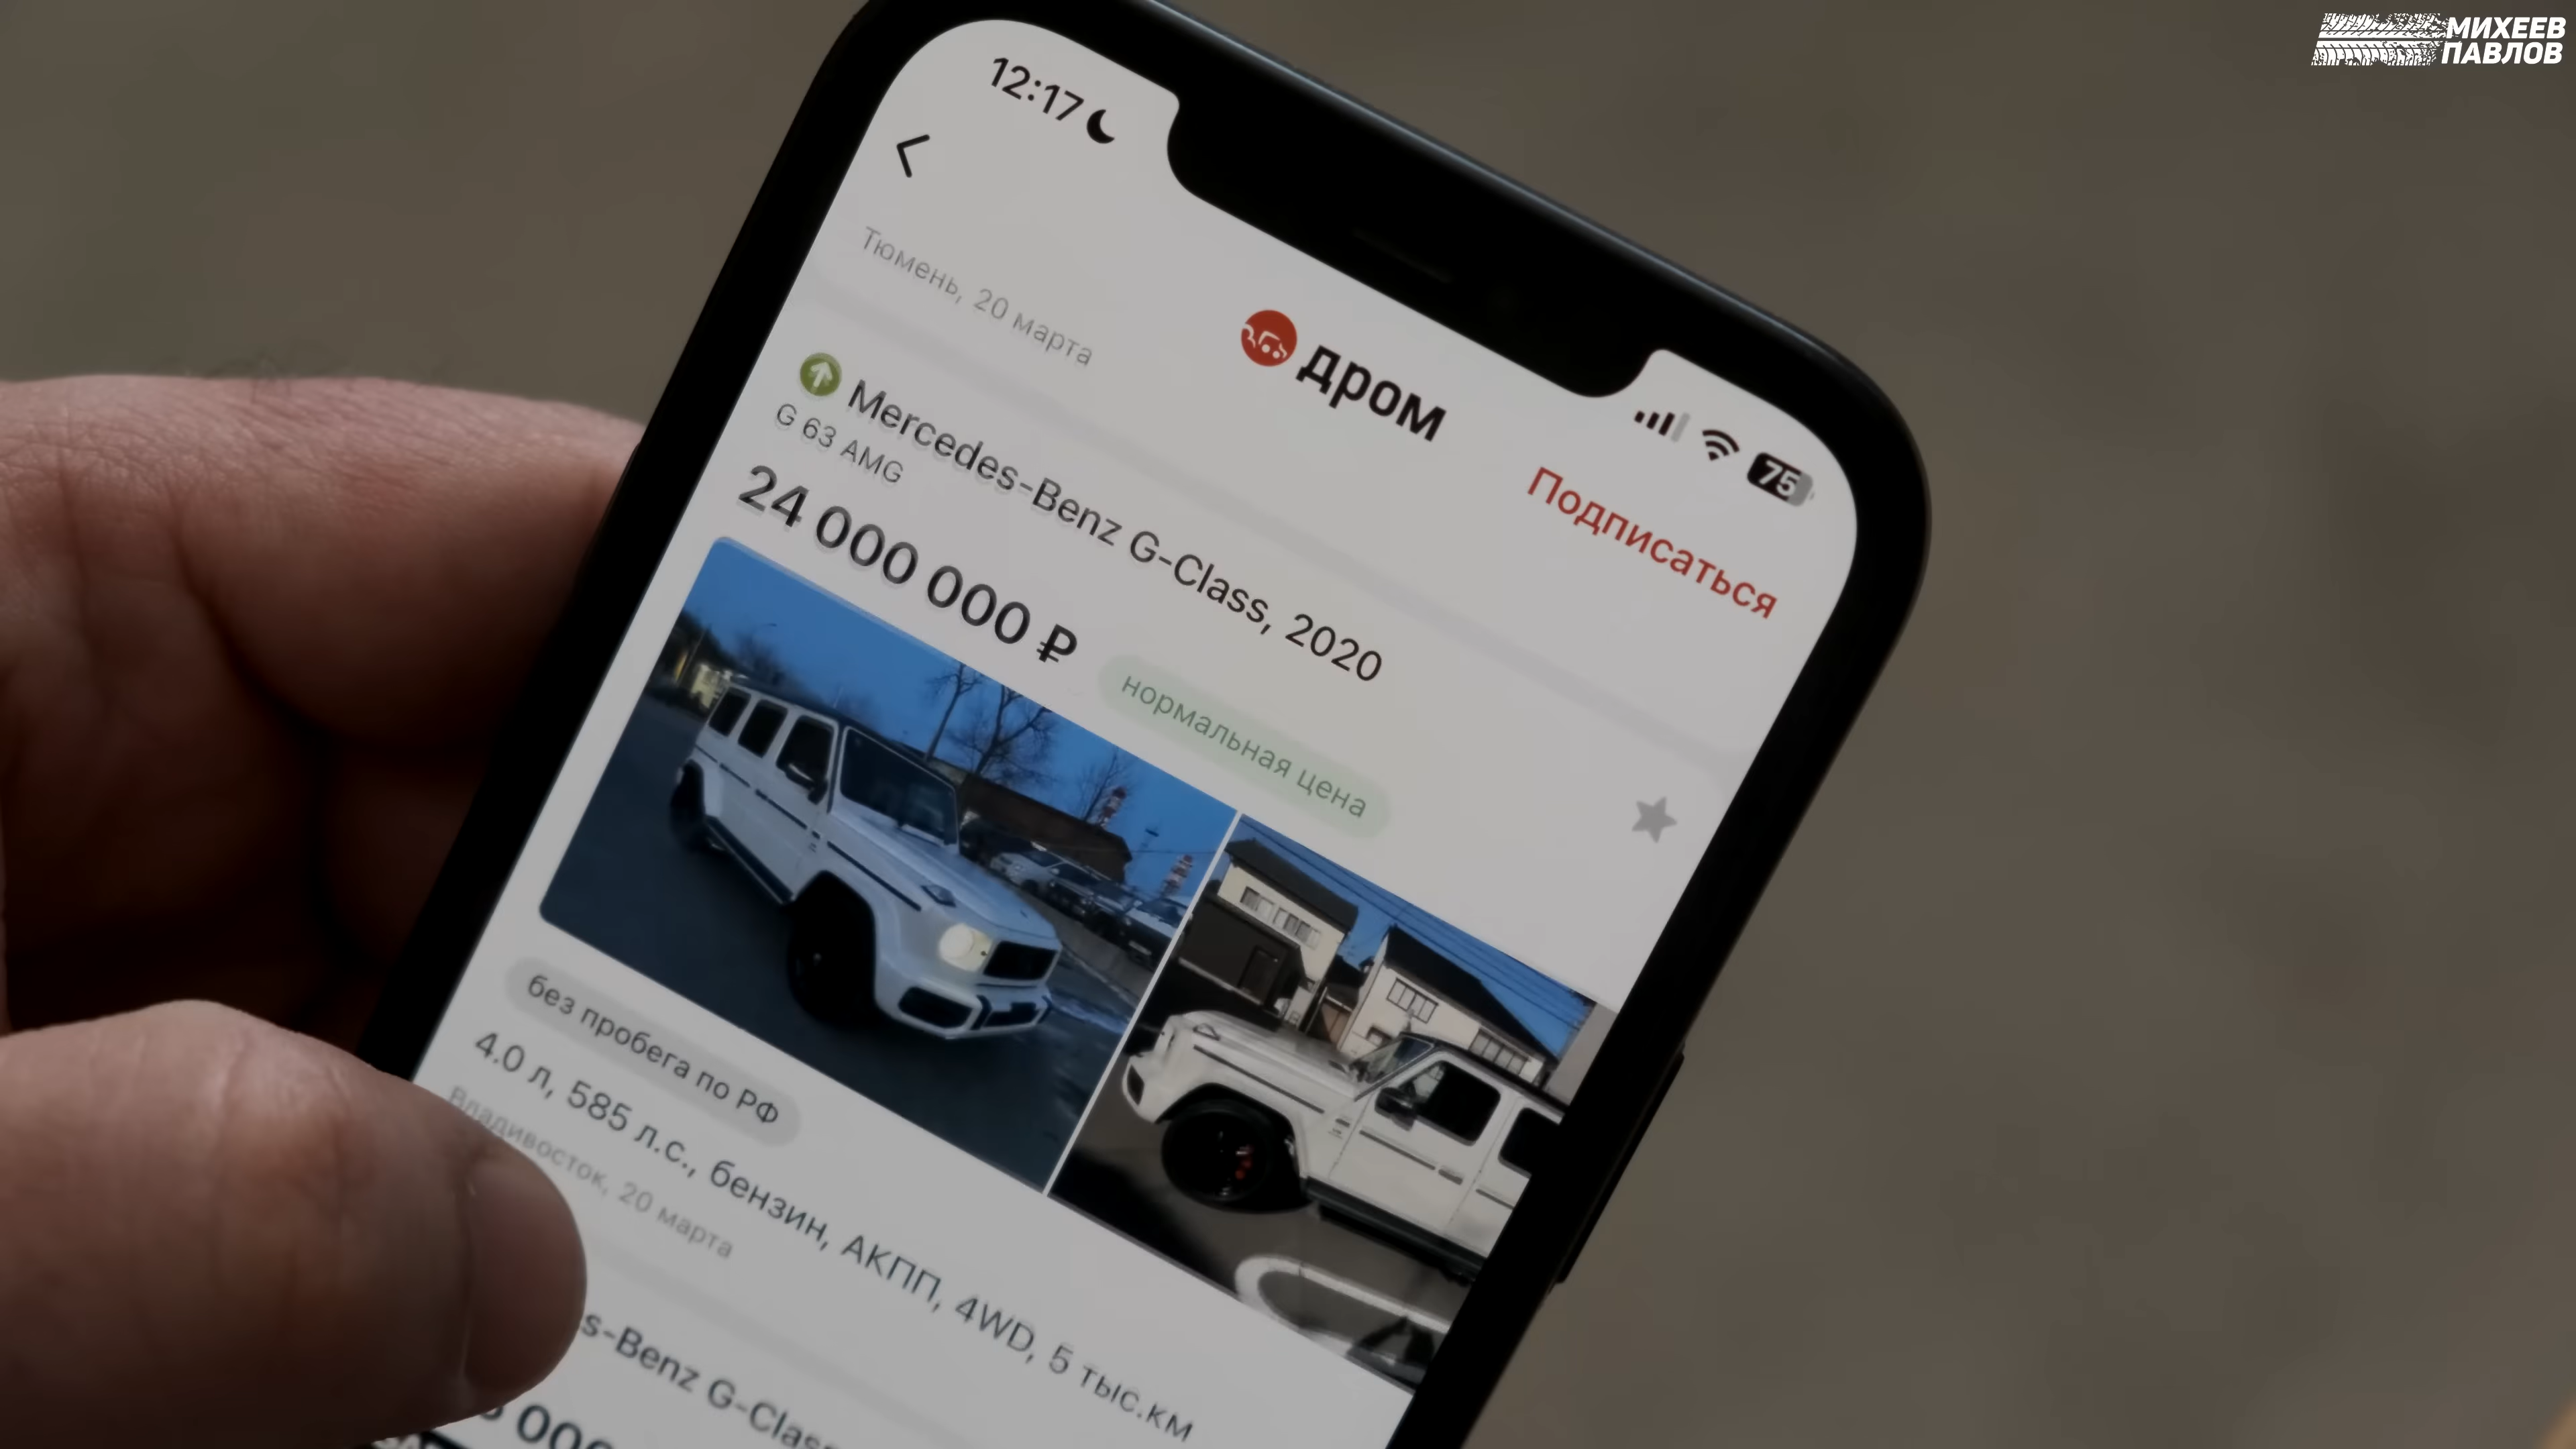 МИХЕЕВ
ПАВЛОВ
12:17
75
Тюмень, 20 марта
дром
Подписаться
Mercedes-Benz G-Class, 2020
G 63 AMG
24 000 000 ₽
нормальная цена
без пробега по РФ
4.0 л, 585 л.с., бензин, АКПП, 4WD, 5 тыс.км
Владивосток, 20 марта
s-Benz G-Class
000